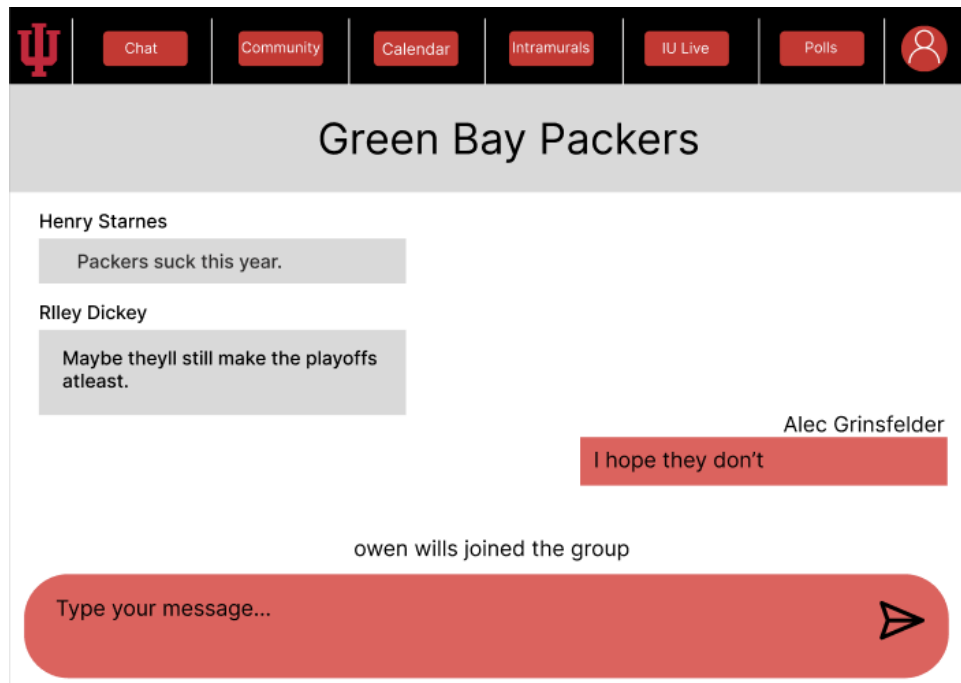 Chat
Community
Calendar
Intramurals
IU Live
Polls
Green Bay Packers
Henry Starnes
Packers suck this year.
RIley Dickey
Maybe theyll still make the playoffs
atleast.
Alec Grinsfelder
I hope they don’t
owen wills joined the group
Type your message...